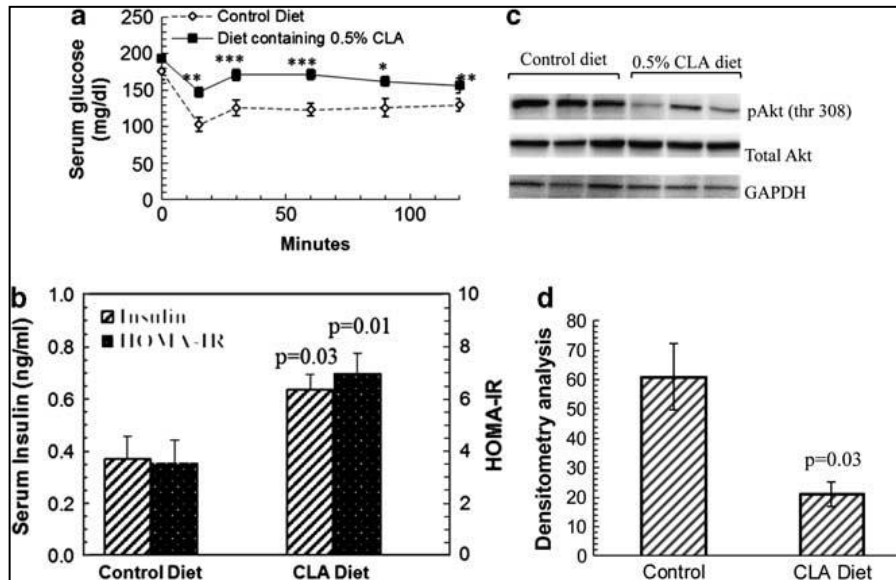 a
Control Diet
Diet containing 0.5% CLA
250
200
150
100
50
0
** *** *** * **
Serum glucose
(mg/dl)
0 50 100
Minutes
c
Control diet 0.5% CLA diet
pAkt (thr 308)
Total Akt
GAPDH
b
1.0
0.8
0.6
0.4
0.2
0.0
Serum Insulin (ng/ml)
Insulin
HOMA-IR
p=0.03
p=0.01
10
8
6
4
2
0
HOMA-IR
Control Diet CLA Diet
d
80
70
60
50
40
30
20
10
0
Densitometry analysis
p=0.03
Control CLA Diet